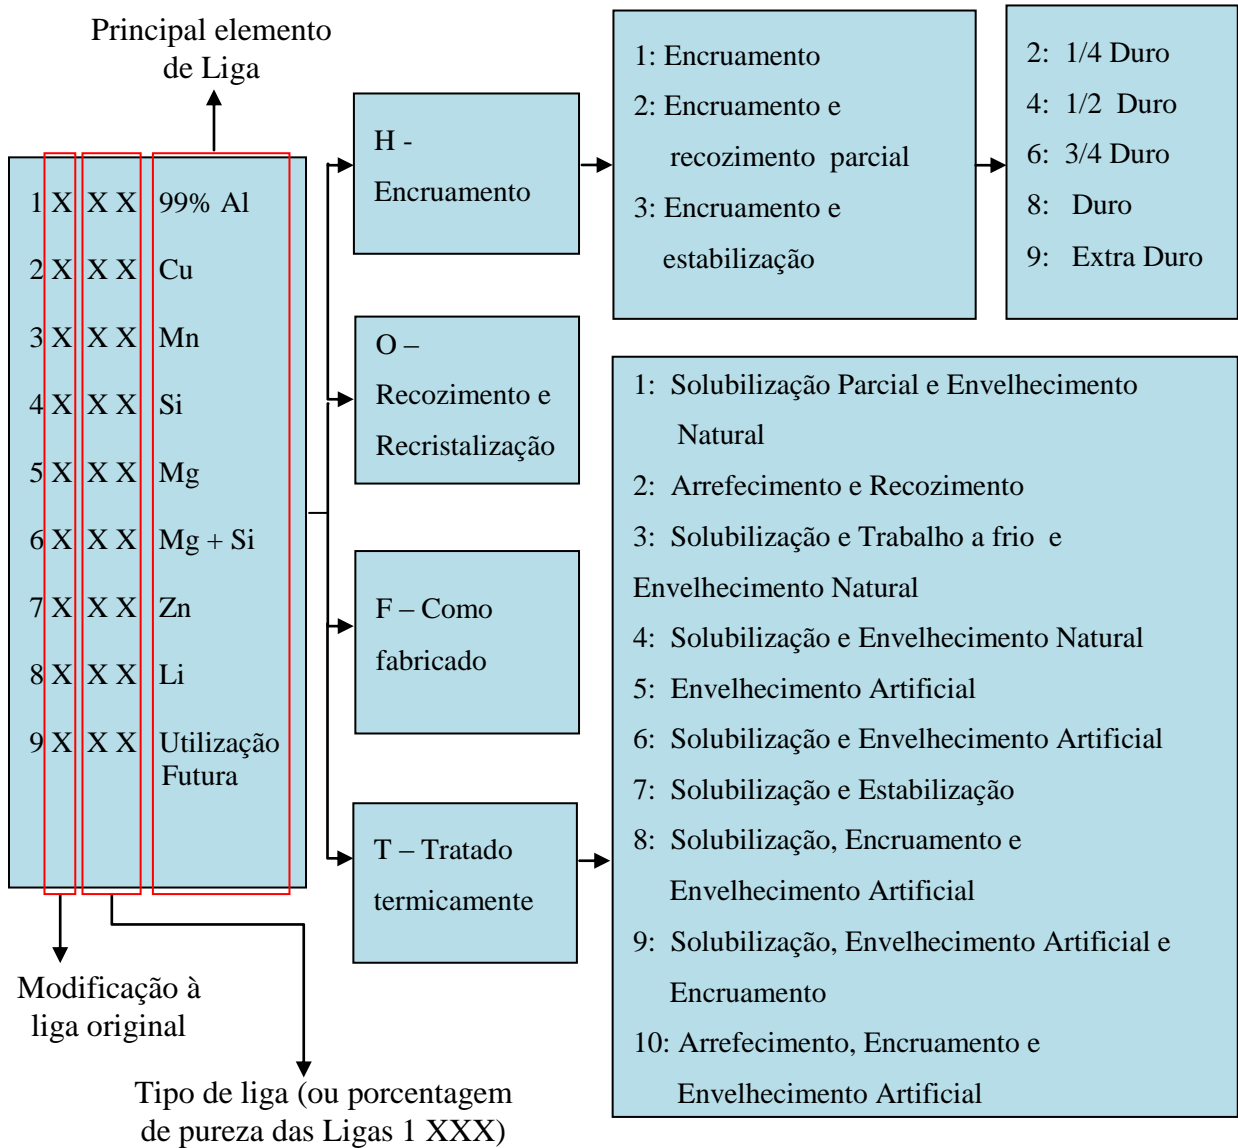 Principal elemento
de Liga
1 X X X 99% Al
2 X X X Cu
3 X X X Mn
4 X X X Si
5 X X X Mg
6 X X X Mg + Si
7 X X X Zn
8 X X X Li
9 X X X Utilização
Futura
Modificação à
liga original
Tipo de liga (ou porcentagem
de pureza das Ligas 1 XXX)
H -
Encruamento
1: Encruamento
2: Encruamento e
recozimento parcial
3: Encruamento e
estabilização
2: 1/4 Duro
4: 1/2 Duro
6: 3/4 Duro
8: Duro
9: Extra Duro
O –
Recozimento e
Recristalização
F – Como
fabricado
T – Tratado
termicamente
1: Solubilização Parcial e Envelhecimento
Natural
2: Arrefecimento e Recozimento
3: Solubilização e Trabalho a frio e
Envelhecimento Natural
4: Solubilização e Envelhecimento Natural
5: Envelhecimento Artificial
6: Solubilização e Envelhecimento Artificial
7: Solubilização e Estabilização
8: Solubilização, Encruamento e
Envelhecimento Artificial
9: Solubilização, Envelhecimento Artificial e
Encruamento
10: Arrefecimento, Encruamento e
Envelhecimento Artificial